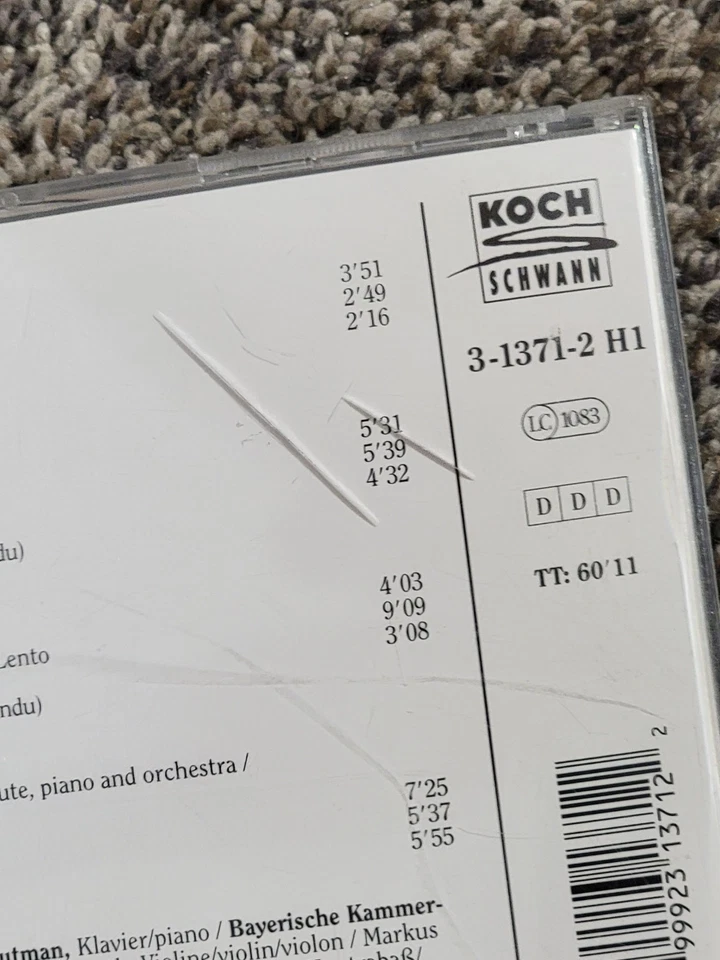 3'51
2'49
2'16
5'31
5'39
4'32
du)
4'03
9'09
3'08
Lento
ndu)
ute, piano and orchestra /
7'25
5'37
5'55
utman, Klavier/piano / Bayerische Kammer-
Violine/violin/violon / Markus
KOCH
SCHWANN
3-1371-2 H1
LC 1083
D D D
TT: 60'11
99923 13712 2